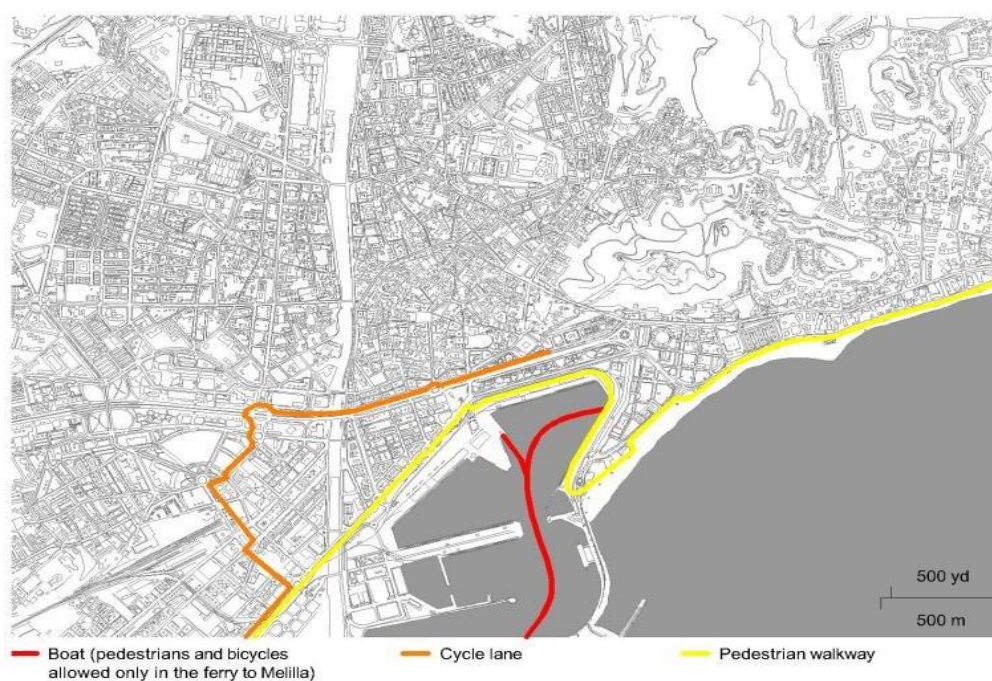 500 yd
500 m
Boat (pedestrians and bicycles
allowed only in the ferry to Melilla)
Cycle lane
Pedestrian walkway